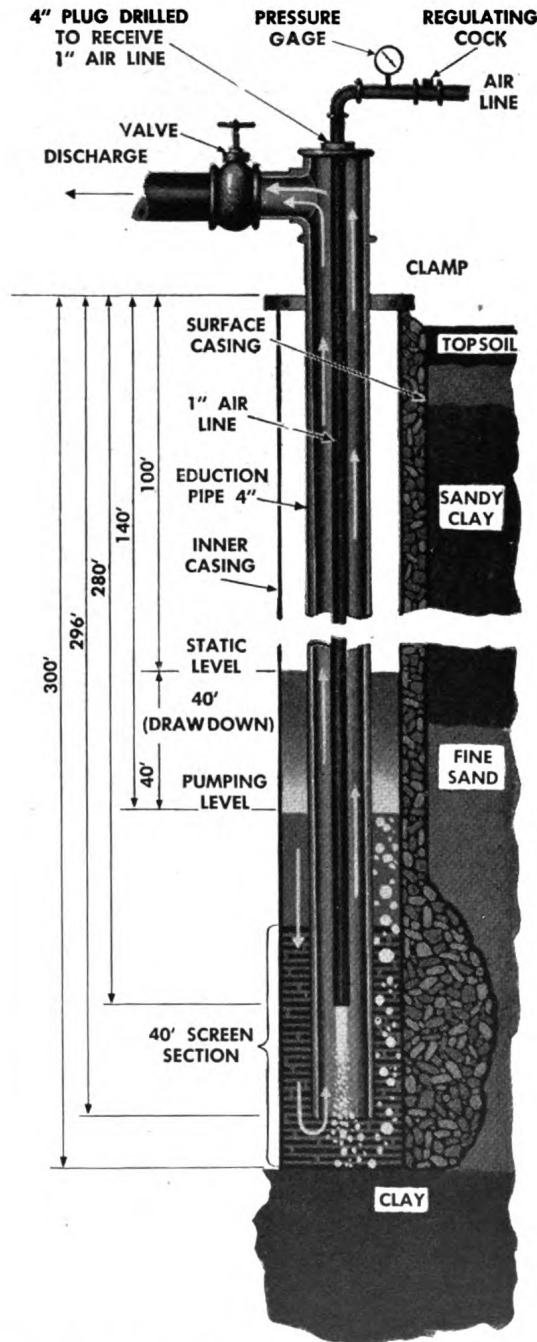 4" PLUG DRILLED
TO RECEIVE
1" AIR LINE
PRESSURE
GAGE
REGULATING
COCK
AIR
LINE
VALVE
DISCHARGE
CLAMP
SURFACE
CASING
TOPSOIL
1" AIR
LINE
EDUCTION
PIPE 4"
SANDY
CLAY
INNER
CASING
100'
140'
280'
296'
300'
STATIC
LEVEL
40'
(DRAWDOWN)
40'
PUMPING
LEVEL
FINE
SAND
40' SCREEN
SECTION
CLAY